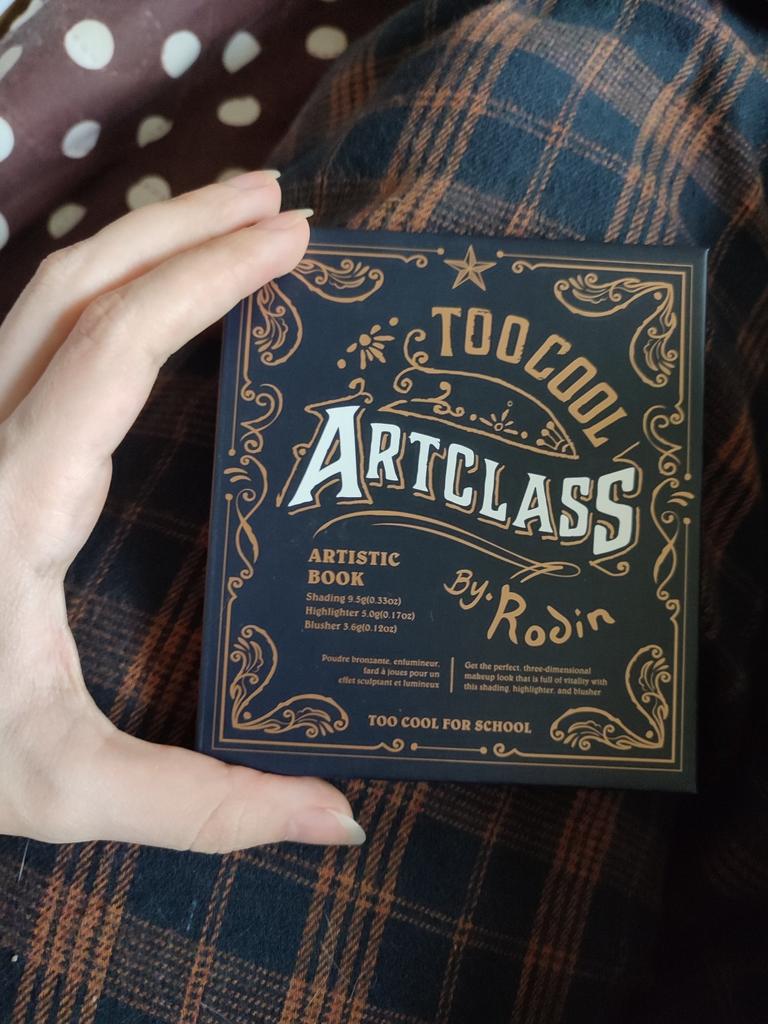 TOO COOL
ARTCLASS
By. Rodin
ARTISTIC
BOOK
Shading 9.5g(0.33oz)
Highlighter 5.0g(0.17oz)
Blusher 3.6g(0.12oz)
Poudre bronzante, enlumineur,
fard à joues pour un
effet sculptant et lumineux
Get the perfect, three-dimensional
makeup look that is full of vitality with
this shading, highlighter, and blusher
TOO COOL FOR SCHOOL